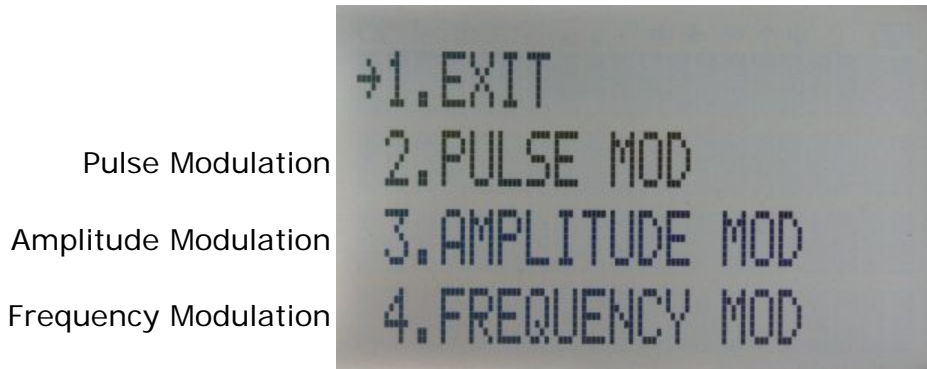 →1.EXIT
Pulse Modulation 2.PULSE MOD
Amplitude Modulation 3.AMPLITUDE MOD
Frequency Modulation 4.FREQUENCY MOD